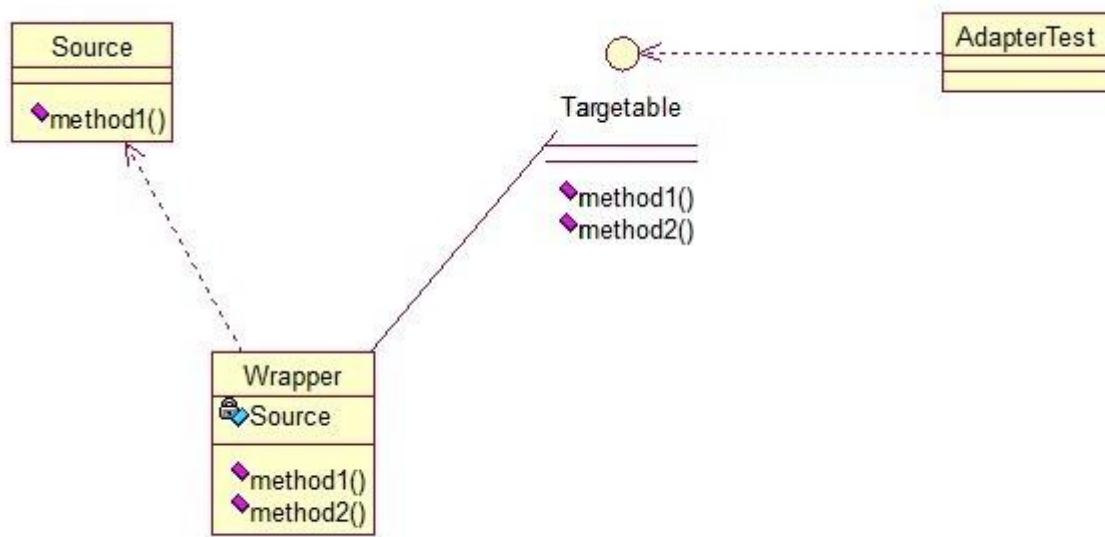 Source
method1()
AdapterTest
Targetable
method1()
method2()
Wrapper
Source
method1()
method2()